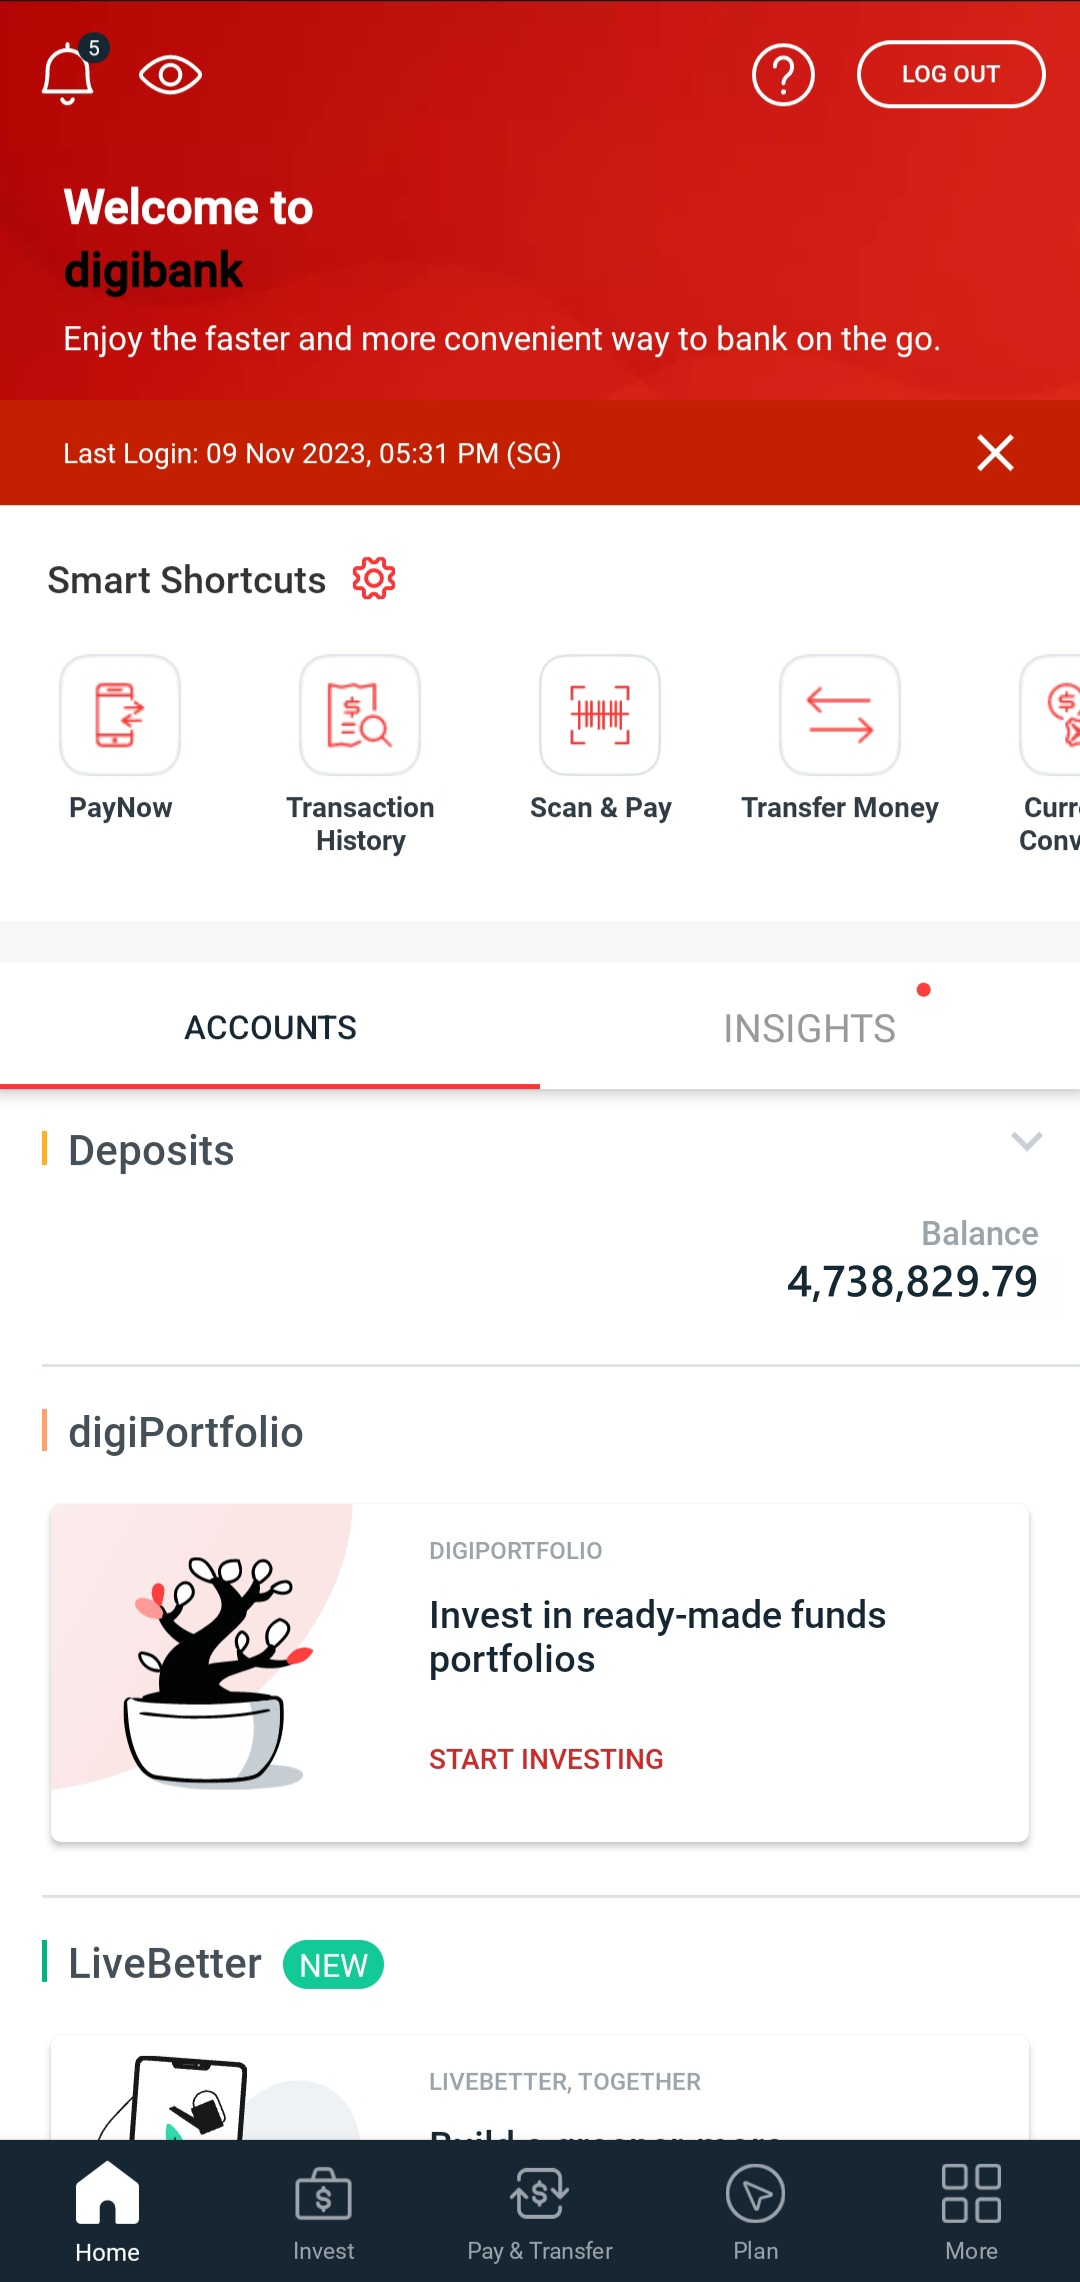 5
LOG OUT
Welcome to
digibank
Enjoy the faster and more convenient way to bank on the go.
Last Login: 09 Nov 2023, 05:31 PM (SG)
Smart Shortcuts
PayNow
Transaction
History
Scan & Pay
Transfer Money
Curr
Conv
ACCOUNTS
INSIGHTS
Deposits
Balance
4,738,829.79
digiPortfolio
DIGIPORTFOLIO
Invest in ready-made funds
portfolios
START INVESTING
LiveBetter NEW
LIVEBETTER, TOGETHER
Build a greener more
Home
Invest
Pay & Transfer
Plan
More